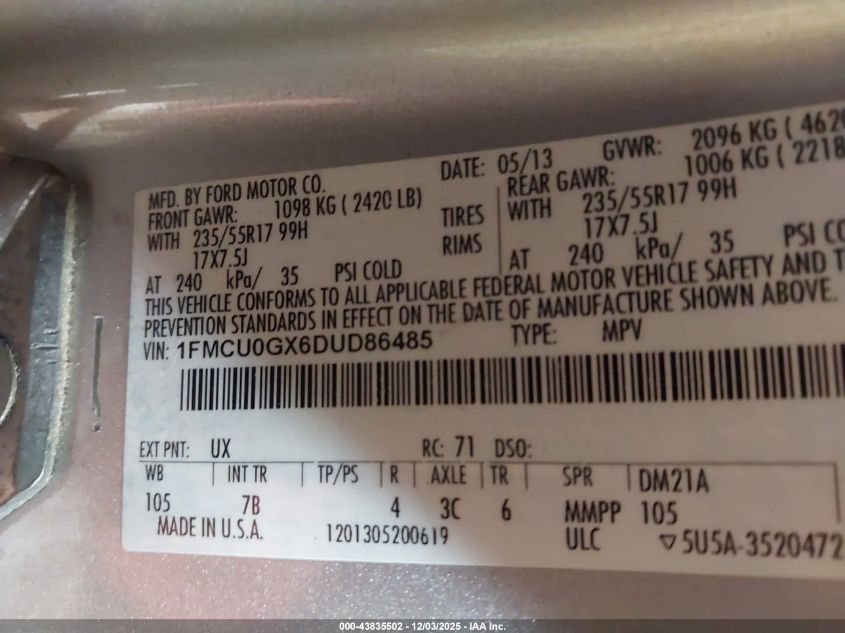 MFD. BY FORD MOTOR CO. DATE: 05/13 GVWR: 2096 KG ( 4620
FRONT GAWR: 1098 KG ( 2420 LB) REAR GAWR: 1006 KG ( 2218
WITH 235/55R17 99H TIRES WITH 235/55R17 99H
17X7.5J RIMS 17X7.5J
AT 240 kPa/ 35 PSI COLD AT 240 kPa/ 35 PSI CO
THIS VEHICLE CONFORMS TO ALL APPLICABLE FEDERAL MOTOR VEHICLE SAFETY AND T
PREVENTION STANDARDS IN EFFECT ON THE DATE OF MANUFACTURE SHOWN ABOVE.
VIN: 1FMCU0GX6DUD86485 TYPE: MPV
EXT PNT: UX RC: 71 DSO:
WB INT TR TP/PS R AXLE TR SPR DM21A
105 7B 4 3C 6 MMPP 105
MADE IN U.S.A. 1201305200619 ULC ▽5U5A-3520472
000-43835502 - 12/03/2025 - IAA Inc.